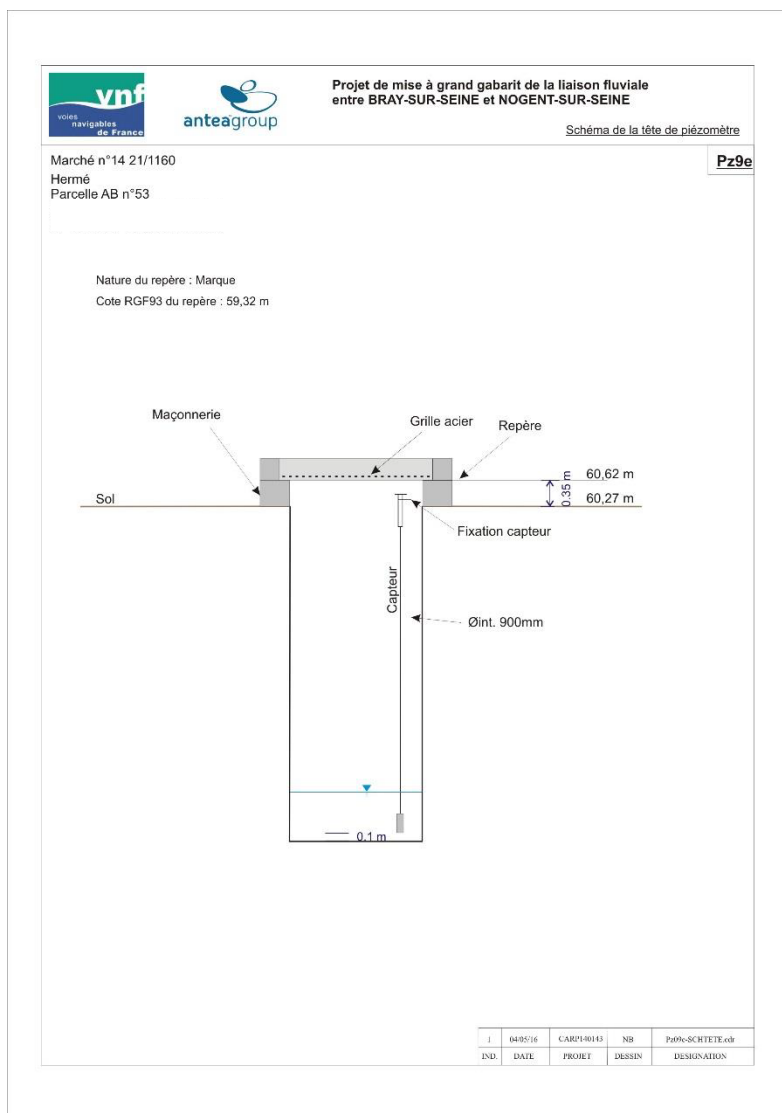 vnf
voies
navigables
de France
anteagroup
Projet de mise à grand gabarit de la liaison fluviale
entre BRAY-SUR-SEINE et NOGENT-SUR-SEINE
Schéma de la tête de piézomètre
Marché n°14 21/1160
Hermé
Parcelle AB n°53
Pz9e
Nature du repère : Marque
Cote RGF93 du repère : 59,32 m
Maçonnerie
Grille acier
Repère
60,62 m
0.35 m
Sol
60,27 m
Fixation capteur
Capteur
Øint. 900mm
0,1 m
1 04/05/16 CARP140143 NB
IND. DATE PROJET DESSIN DESIGNATION